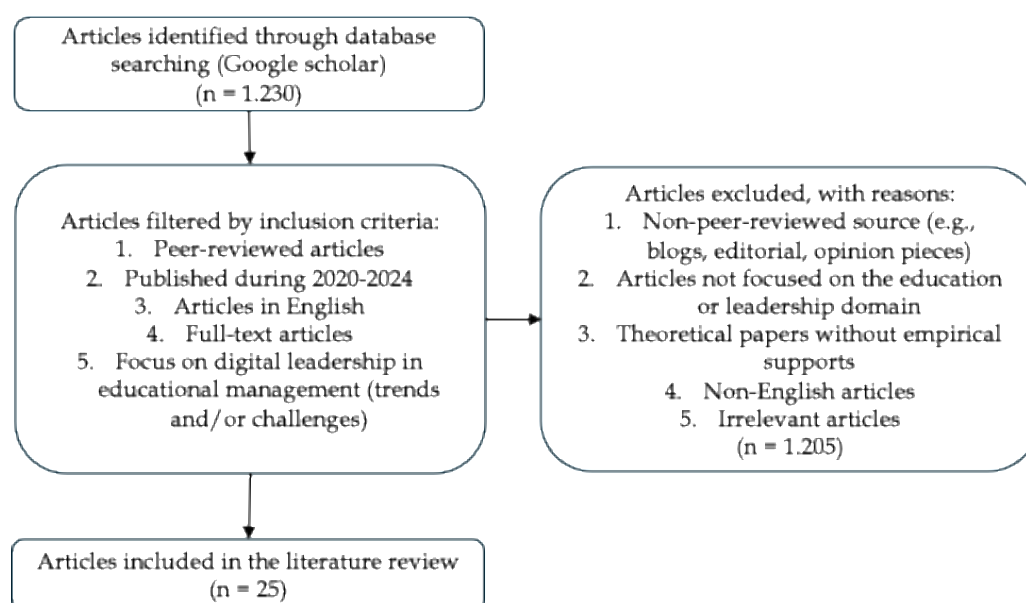 Articles identified through database
searching (Google scholar)
(n = 1.230)
Articles filtered by inclusion criteria:
1. Peer-reviewed articles
2. Published during 2020-2024
3. Articles in English
4. Full-text articles
5. Focus on digital leadership in
educational management (trends
and/or challenges)
Articles excluded, with reasons:
1. Non-peer-reviewed source (e.g.,
blogs, editorial, opinion pieces)
2. Articles not focused on the education
or leadership domain
3. Theoretical papers without empirical
supports
4. Non-English articles
5. Irrelevant articles
(n = 1.205)
Articles included in the literature review
(n = 25)